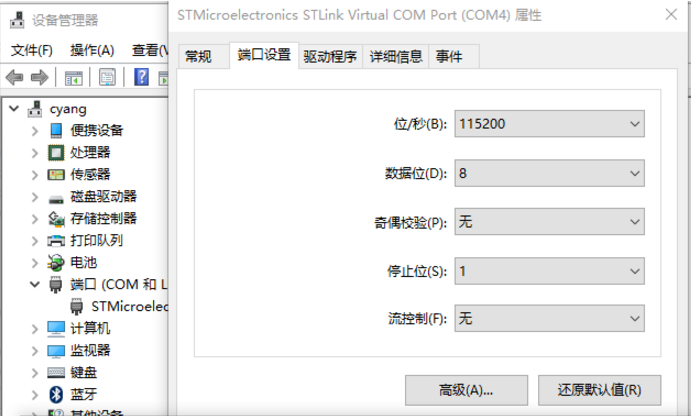 设备管理器
文件(F) 操作(A) 查看(V
cyang
便携设备
处理器
传感器
磁盘驱动器
存储控制器
打印队列
电池
端口 (COM 和 L
STMicroelec
计算机
监视器
键盘
蓝牙
其他设备
STMicroelectronics STLink Virtual COM Port (COM4) 属性
常规 端口设置 驱动程序 详细信息 事件
位/秒(B): 115200
数据位(D): 8
奇偶校验(P): 无
停止位(S): 1
流控制(F): 无
高级(A)... 还原默认值(R)